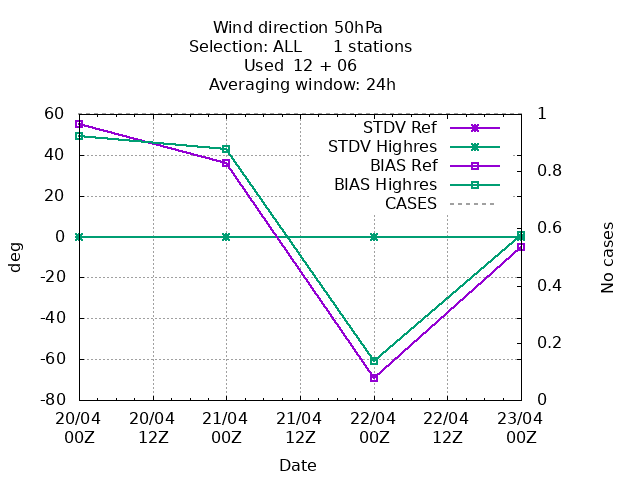 Wind direction 50hPa
Selection: ALL 1 stations
Used 12 + 06
Averaging window: 24h
60
40
20
0
-20
-40
-60
-80
1
0.8
0.6
0.4
0.2
0
STDV Ref
STDV Highres
BIAS Ref
BIAS Highres
CASES
deg
No cases
20/04 20/04 21/04 21/04 22/04 22/04 23/04
00Z 12Z 00Z 12Z 00Z 12Z 00Z
Date